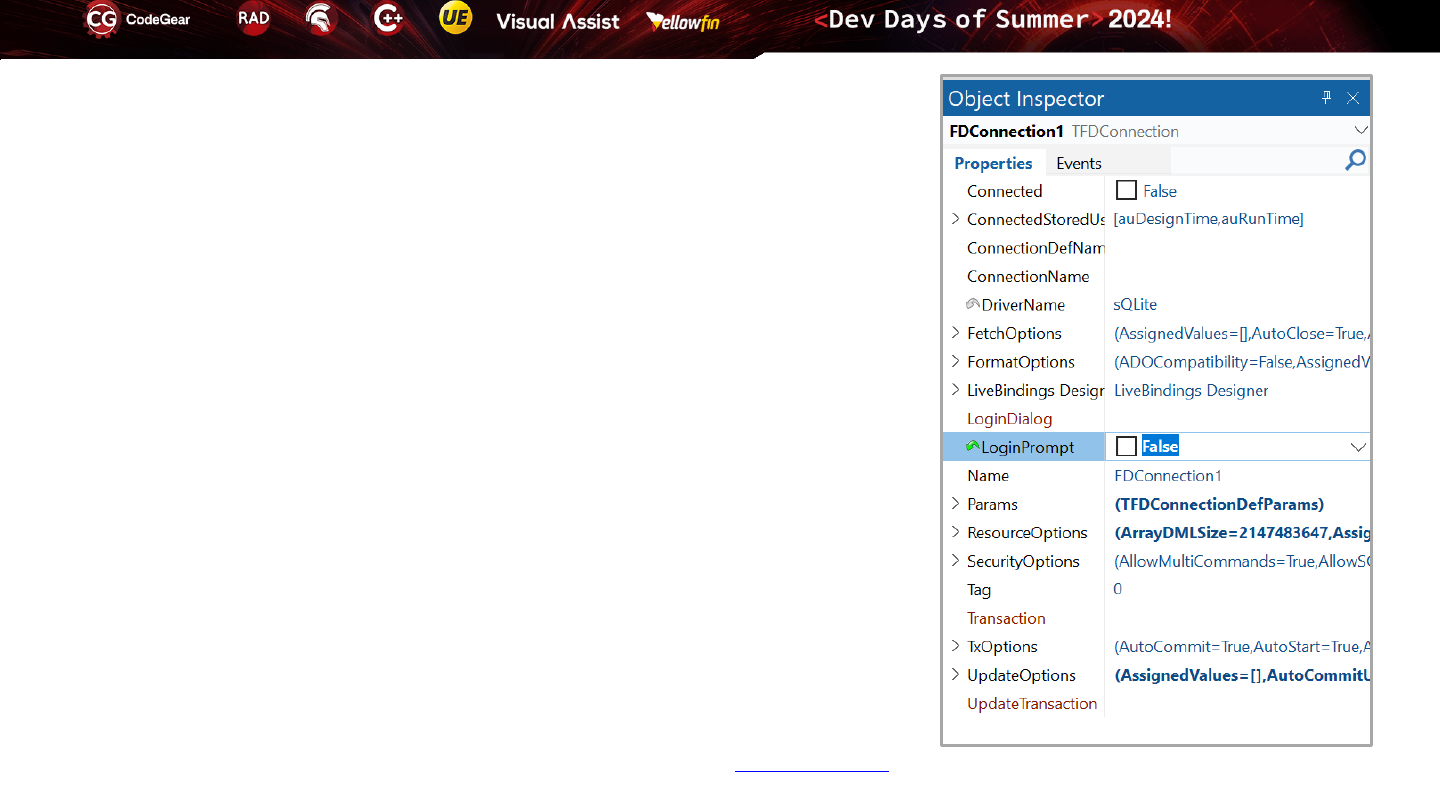 CG CodeGear RAD C++ UE Visual Assist Yellowfin <Dev Days of Summer> 2024!
Object Inspector
FDConnection1 TFDConnection
Properties Events
Connected False
ConnectedStoredUs [auDesignTime,auRunTime]
ConnectionDefNam
ConnectionName
DriverName sQLite
FetchOptions (AssignedValues=[],AutoClose=True,
FormatOptions (ADOCompatibility=False,AssignedV
LiveBindings Desigr LiveBindings Designer
LoginDialog
LoginPrompt False
Name FDConnection1
Params (TFDConnectionDefParams)
ResourceOptions (ArrayDMLSize=2147483647,Assig
SecurityOptions (AllowMultiCommands=True,AllowSC
Tag 0
Transaction
TxOptions (AutoCommit=True,AutoStart=True,A
UpdateOptions (AssignedValues=[],AutoCommitU
UpdateTransaction